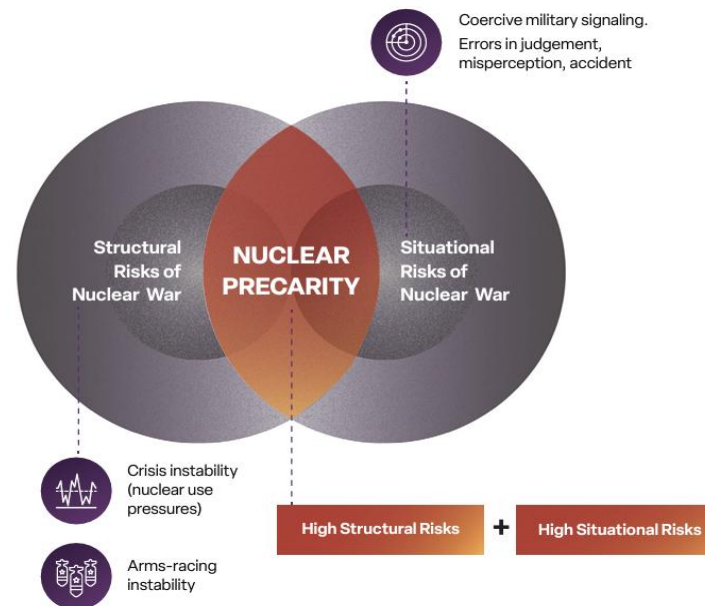 Coercive military signaling.
Errors in judgement,
misperception, accident
Structural
Risks of
Nuclear War
NUCLEAR
PRECARITY
Situational
Risks of
Nuclear War
Crisis instability
(nuclear use
pressures)
High Structural Risks + High Situational Risks
Arms-racing
instability